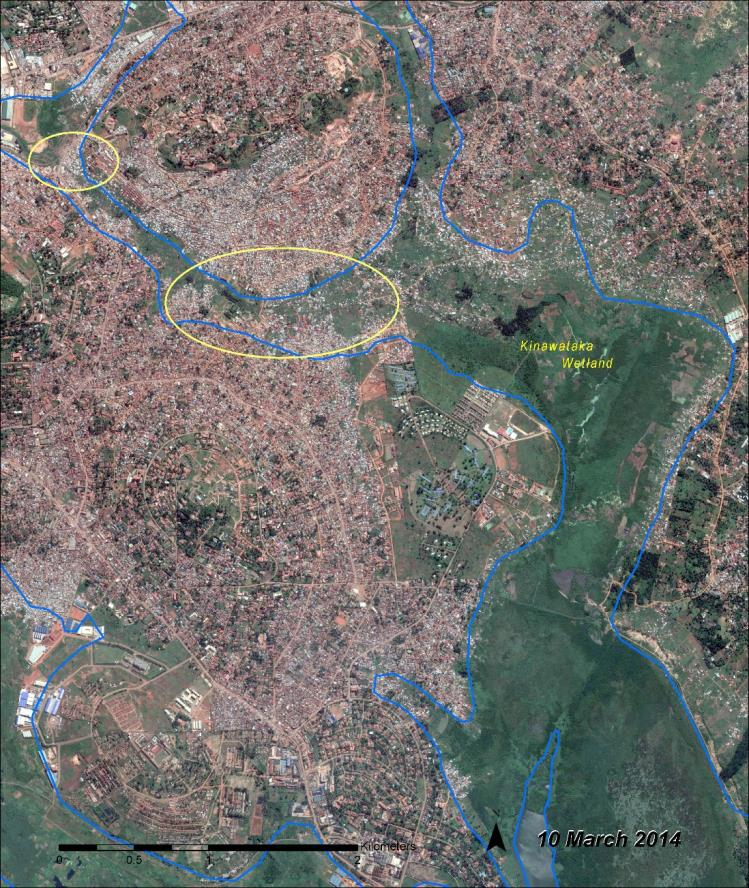 Kinawataka
Wetland
N
10 March 2014
Kilometers
0 0.5 1 2